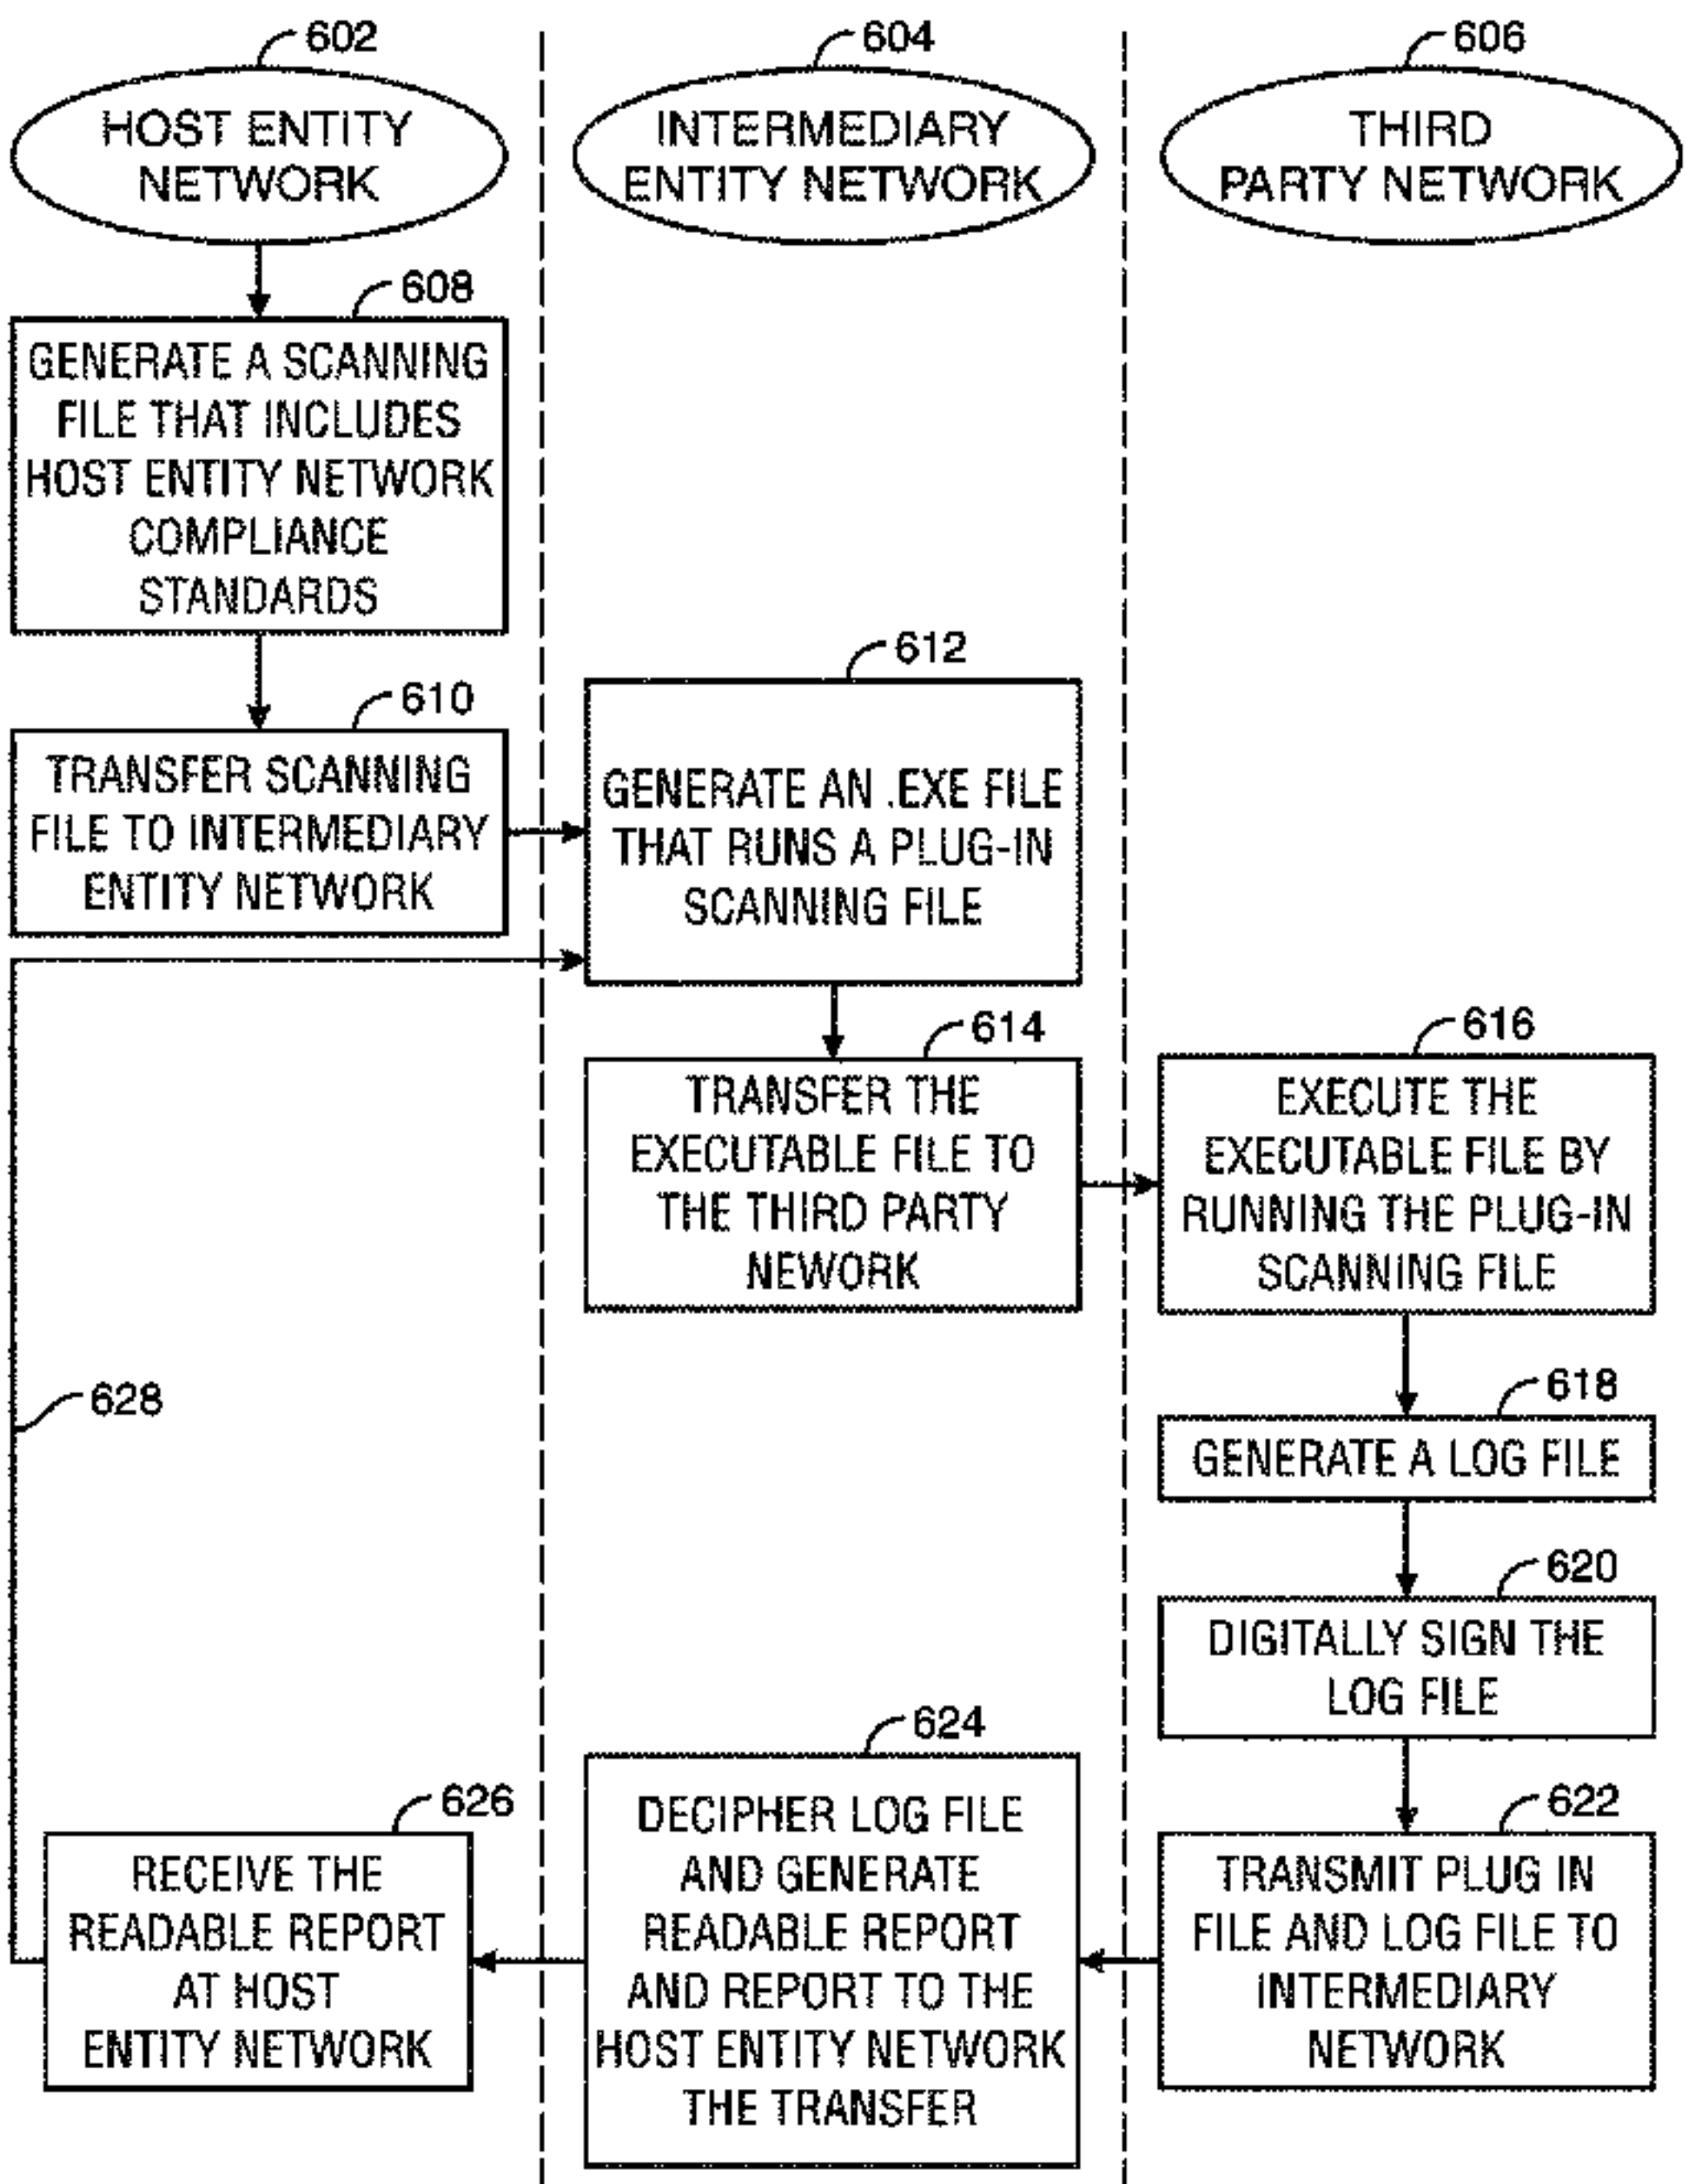 602
HOST ENTITY
NETWORK
604
INTERMEDIARY
ENTITY NETWORK
606
THIRD
PARTY NETWORK
608
GENERATE A SCANNING
FILE THAT INCLUDES
HOST ENTITY NETWORK
COMPLIANCE
STANDARDS
610
TRANSFER SCANNING
FILE TO INTERMEDIARY
ENTITY NETWORK
612
GENERATE AN .EXE FILE
THAT RUNS A PLUG-IN
SCANNING FILE
614
TRANSFER THE
EXECUTABLE FILE TO
THE THIRD PARTY
NEWORK
616
EXECUTE THE
EXECUTABLE FILE BY
RUNNING THE PLUG-IN
SCANNING FILE
618
GENERATE A LOG FILE
620
DIGITALLY SIGN THE
LOG FILE
622
TRANSMIT PLUG IN
FILE AND LOG FILE TO
INTERMEDIARY
NETWORK
624
DECIPHER LOG FILE
AND GENERATE
READABLE REPORT
AND REPORT TO THE
HOST ENTITY NETWORK
THE TRANSFER
626
RECEIVE THE
READABLE REPORT
AT HOST
ENTITY NETWORK
628